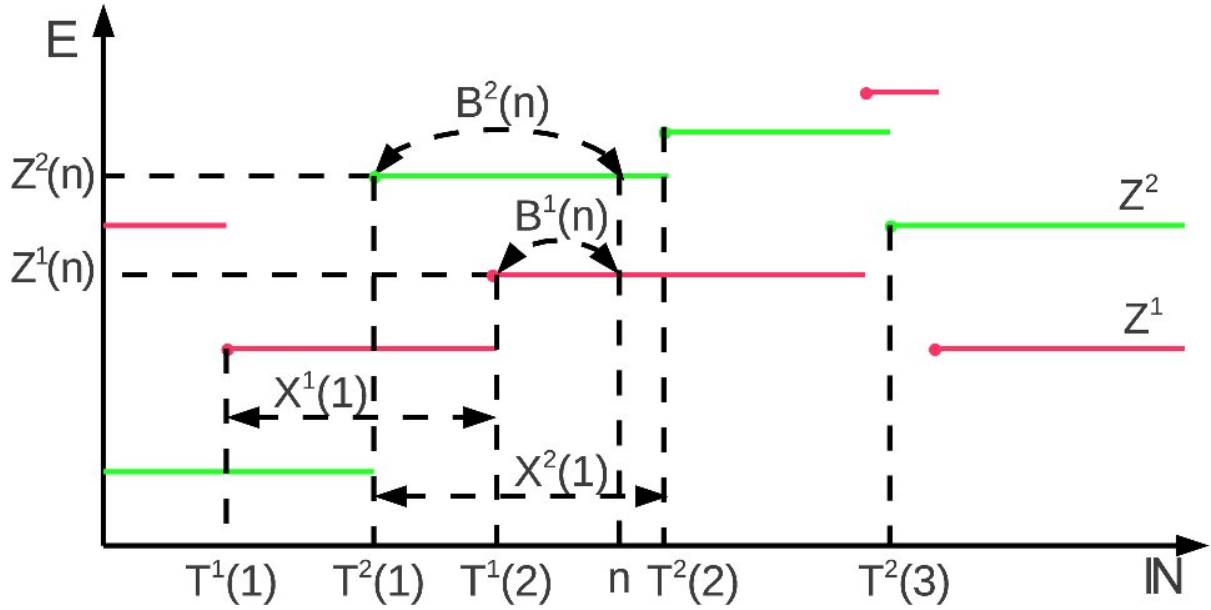 E
B²(n)
Z²(n)
B¹(n)
Z²
Z¹(n)
Z¹
X¹(1)
X²(1)
T¹(1) T²(1) T¹(2) n T²(2) T²(3) IN